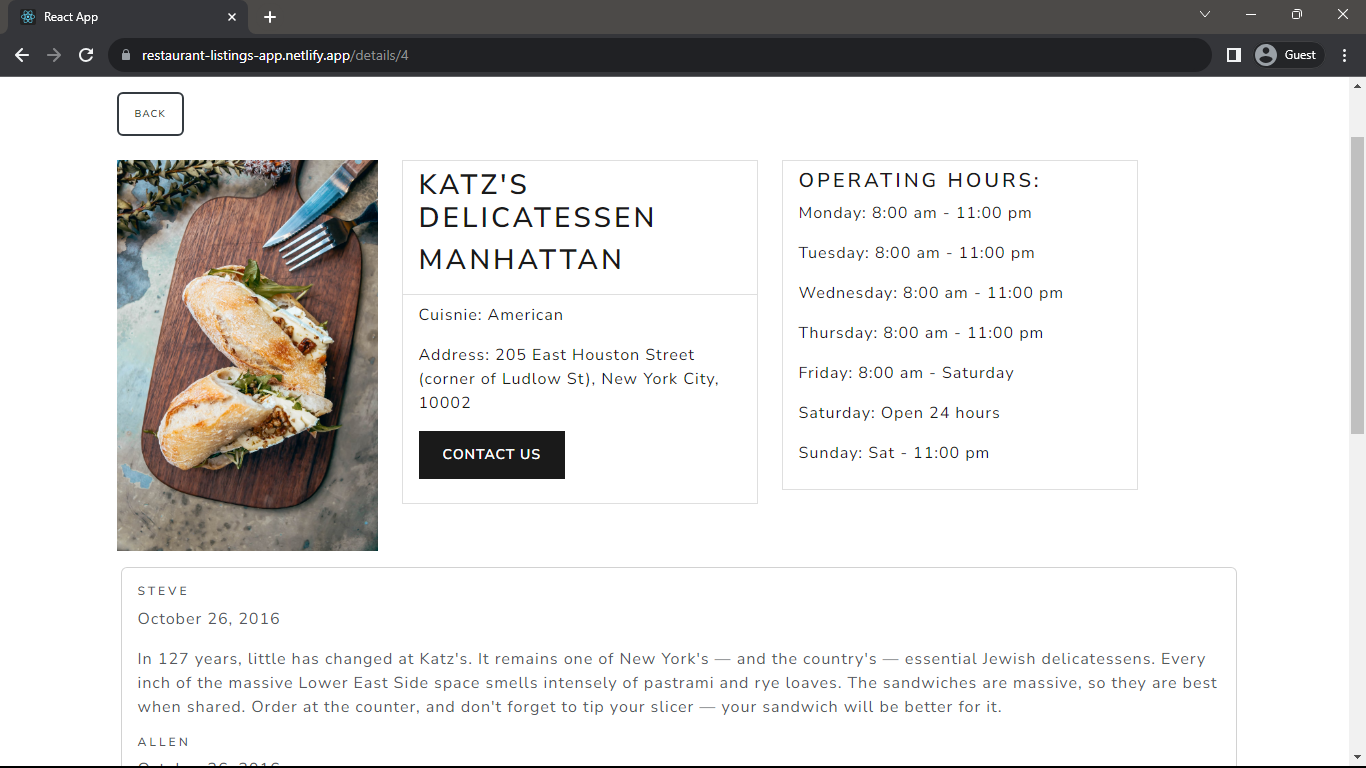 React App
restaurant-listings-app.netlify.app/details/4
Guest
BACK
KATZ'S
DELICATESSEN
MANHATTAN
Cuisnie: American
Address: 205 East Houston Street
(corner of Ludlow St), New York City,
10002
CONTACT US
OPERATING HOURS:
Monday: 8:00 am - 11:00 pm
Tuesday: 8:00 am - 11:00 pm
Wednesday: 8:00 am - 11:00 pm
Thursday: 8:00 am - 11:00 pm
Friday: 8:00 am - Saturday
Saturday: Open 24 hours
Sunday: Sat - 11:00 pm
STEVE
October 26, 2016
In 127 years, little has changed at Katz's. It remains one of New York's — and the country's — essential Jewish delicatessens. Every
inch of the massive Lower East Side space smells intensely of pastrami and rye loaves. The sandwiches are massive, so they are best
when shared. Order at the counter, and don't forget to tip your slicer — your sandwich will be better for it.
ALLEN